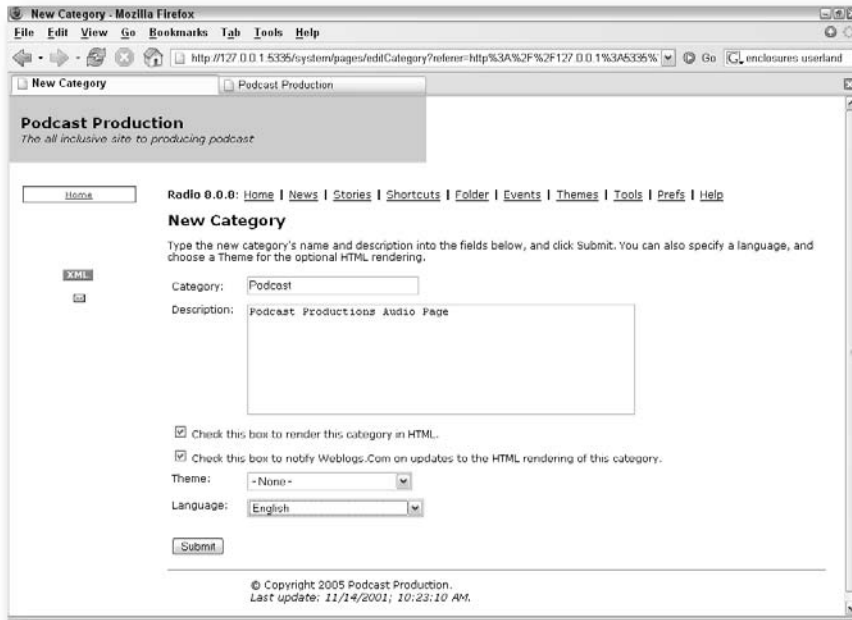 New Category - Mozilla Firefox
File Edit View Go Bookmarks Tab Tools Help
http://127.0.0.1:5335/system/pages/editCategory?referer=http%3A%2F%2F127.0.0.1%3A5335% Go G, enclosures userland
New Category Podcast Production
Podcast Production
The all inclusive site to producing podcast
Home
Radio 8.0.8: Home | News | Stories | Shortcuts | Folder | Events | Themes | Tools | Prefs | Help
New Category
Type the new category's name and description into the fields below, and click Submit. You can also specify a language, and
choose a Theme for the optional HTML rendering.
XML
Category: Podcast
Description: Podcast Productions Audio Page
Check this box to render this category in HTML.
Check this box to notify Weblogs.Com on updates to the HTML rendering of this category.
Theme: - None -
Language: English
Submit
© Copyright 2005 Podcast Production.
Last update: 11/14/2001; 10:23:10 AM.